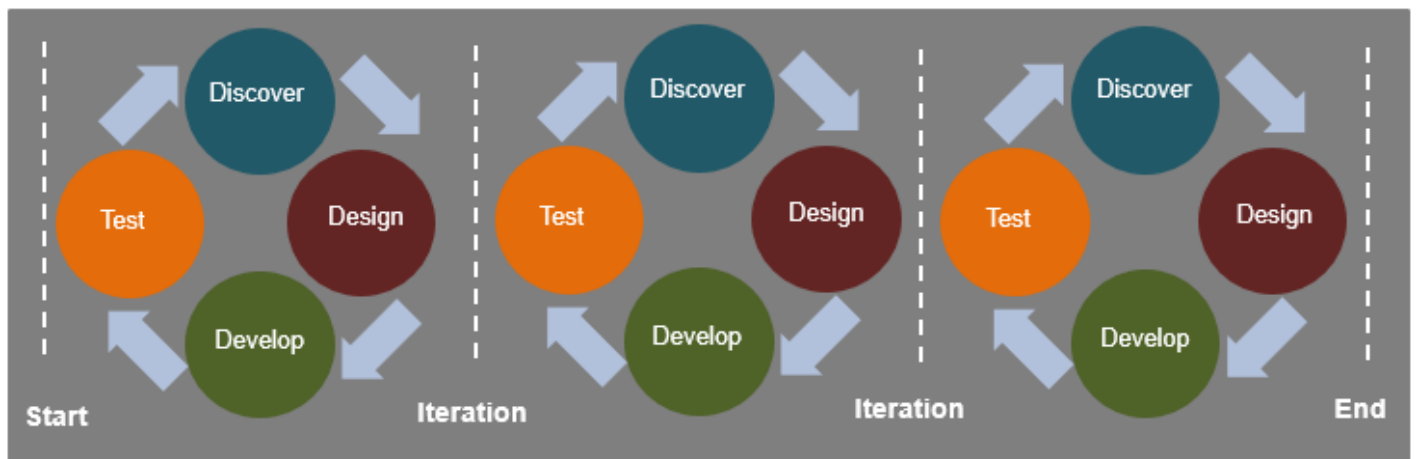 Discover
Test
Design
Develop
Discover
Test
Design
Develop
Discover
Test
Design
Develop
Start
Iteration
Iteration
End